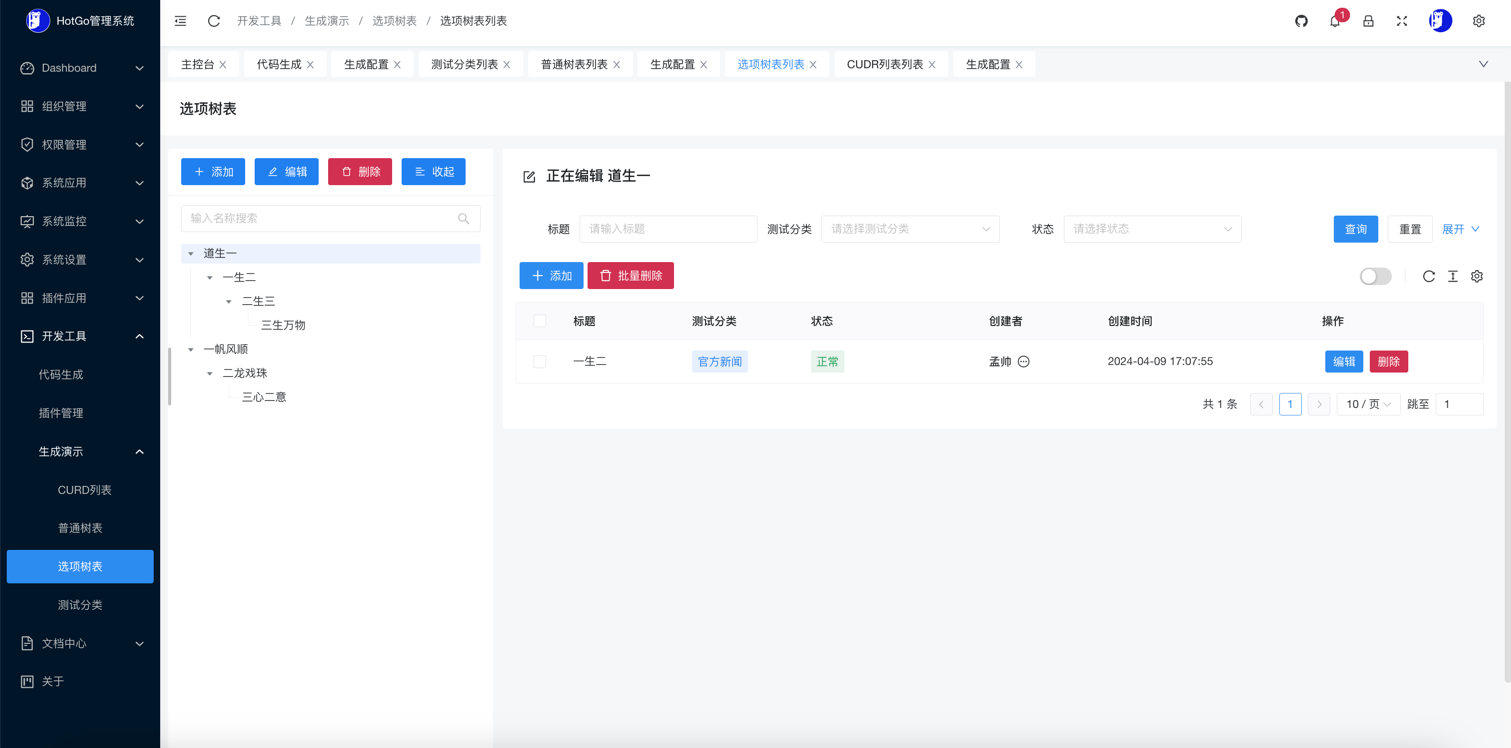 HotGo管理系统
开发工具 / 生成演示 / 选项树表 / 选项树表列表
1
主控台 代码生成 生成配置 测试分类列表 普通树表列表 生成配置 选项树表列表 CUDR列表列表 生成配置
Dashboard
组织管理
权限管理
系统应用
系统监控
系统设置
插件应用
开发工具
代码生成
插件管理
生成演示
CURD列表
普通树表
选项树表
测试分类
文档中心
关于
选项树表
添加 编辑 删除 收起
输入名称搜索
道生一
一生二
二生三
三生万物
一帆风顺
二龙戏珠
三心二意
正在编辑 道生一
标题 请输入标题 测试分类 请选择测试分类 状态 请选择状态 查询 重置 展开
添加 批量删除
标题 测试分类 状态 创建者 创建时间 操作
一生二 官方新闻 正常 孟帅 2024-04-09 17:07:55 编辑 删除
共 1 条 1 10 / 页 跳至 1